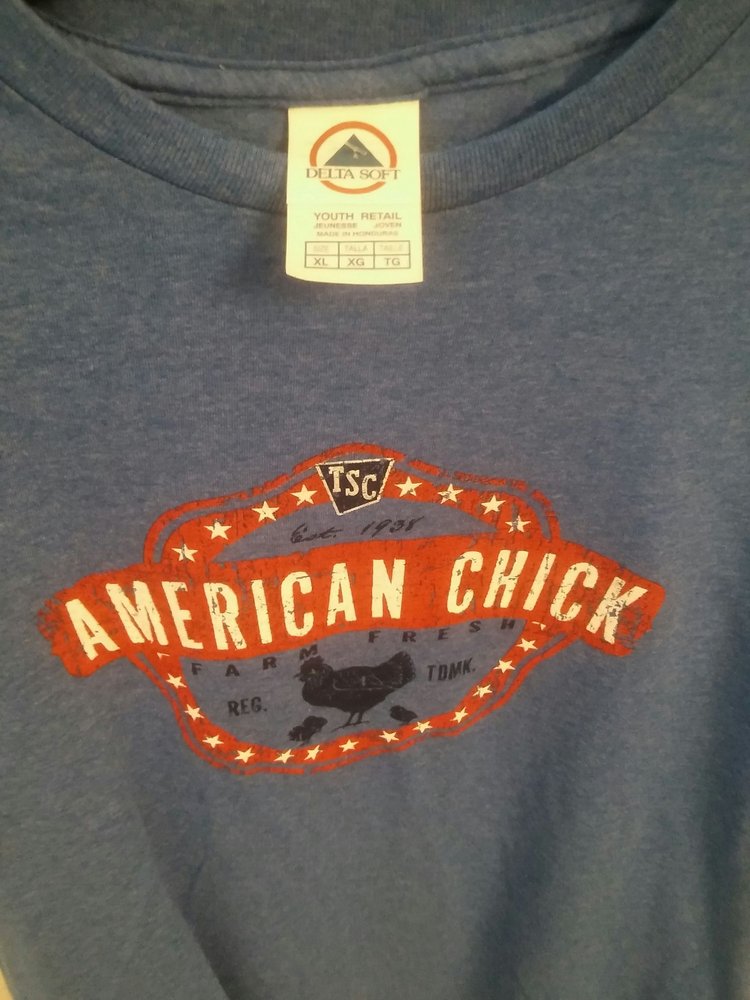 DELTA SOFT
YOUTH RETAIL
JEUNESSE JOVEN
MADE IN HONDURAS
SIZE TALLA TAILLE
XL XG TG
TSC
Est. 1938
AMERICAN CHICK
FARM FRESH
REG. TDMK.